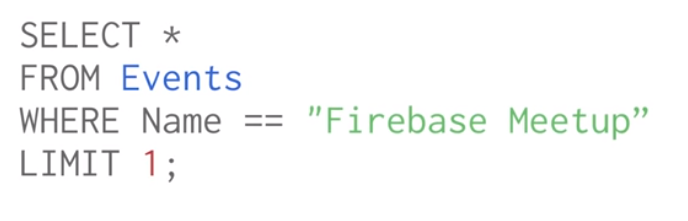 SELECT *
FROM Events
WHERE Name == "Firebase Meetup”
LIMIT 1;